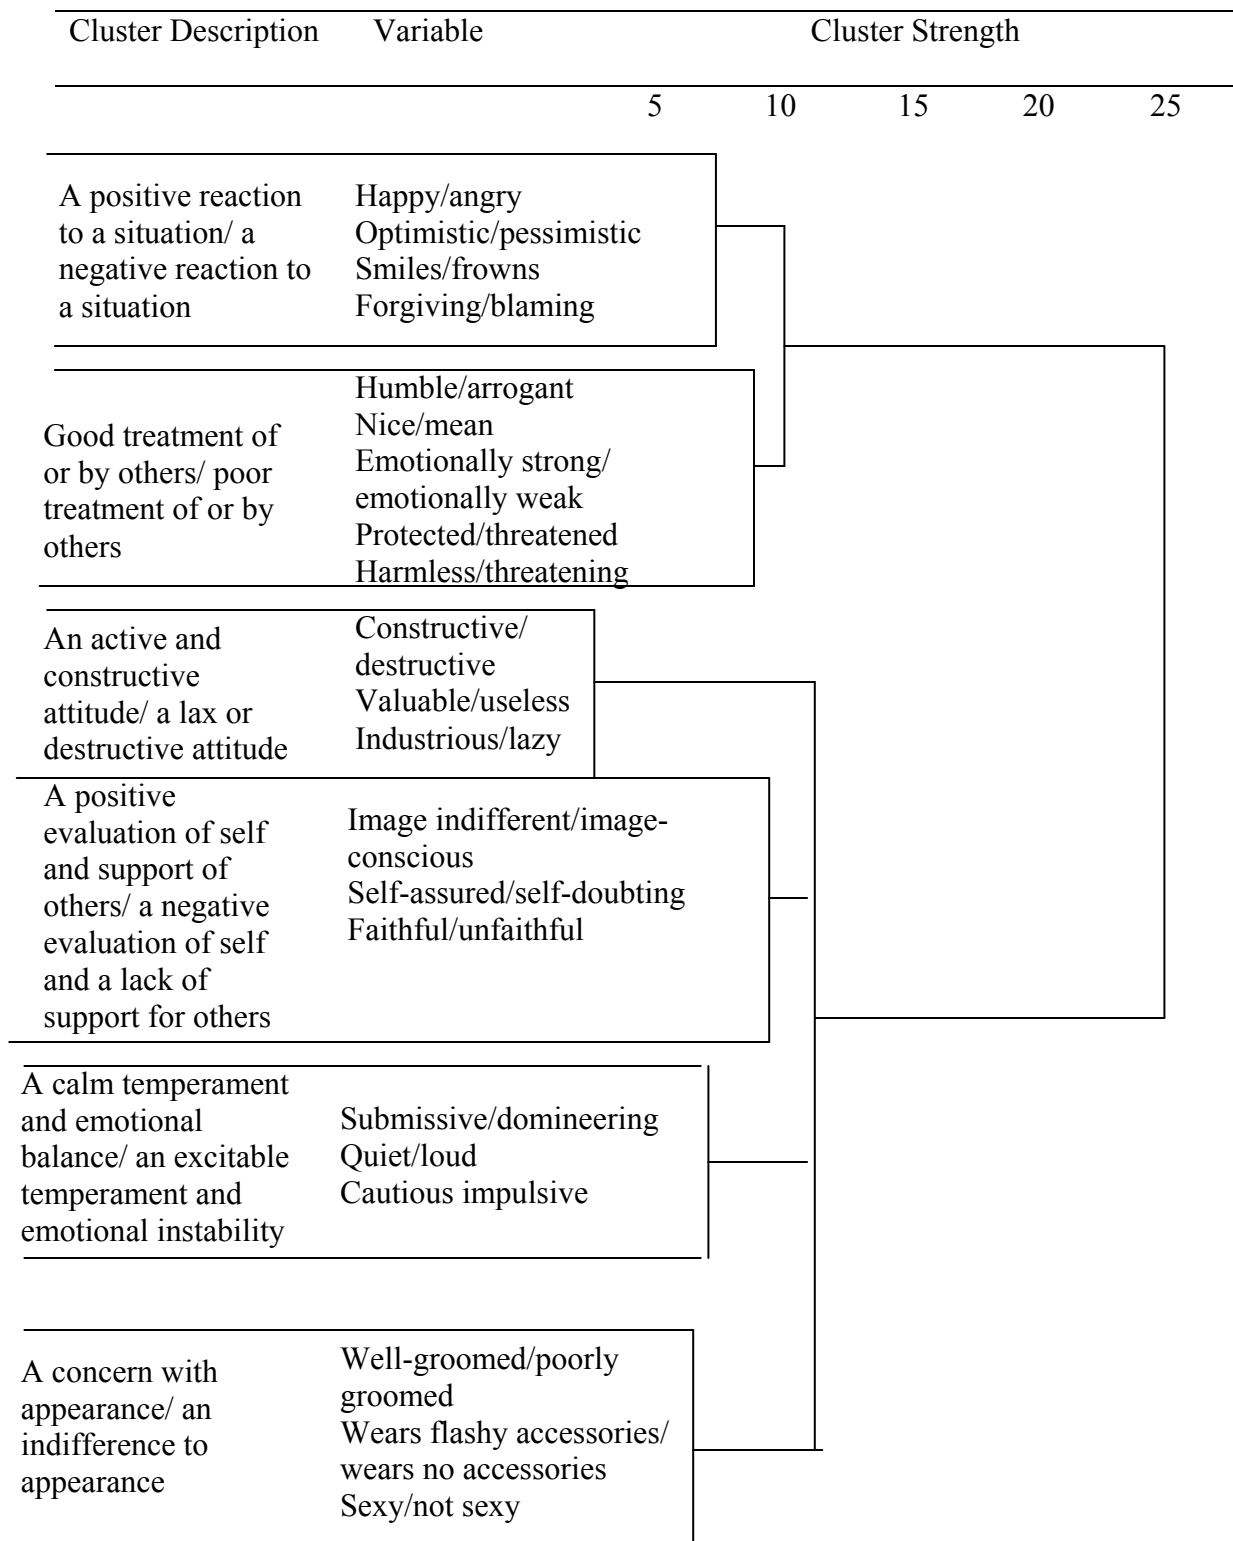 Cluster Description Variable Cluster Strength
5 10 15 20 25
A positive reaction
to a situation/ a
negative reaction to
a situation
Happy/angry
Optimistic/pessimistic
Smiles/frowns
Forgiving/blaming
Good treatment of
or by others/ poor
treatment of or by
others
Humble/arrogant
Nice/mean
Emotionally strong/
emotionally weak
Protected/threatened
Harmless/threatening
An active and
constructive
attitude/ a lax or
destructive attitude
Constructive/
destructive
Valuable/useless
Industrious/lazy
A positive
evaluation of self
and support of
others/ a negative
evaluation of self
and a lack of
support for others
Image indifferent/image-
conscious
Self-assured/self-doubting
Faithful/unfaithful
A calm temperament
and emotional
balance/ an excitable
temperament and
emotional instability
Submissive/domineering
Quiet/loud
Cautious impulsive
A concern with
appearance/ an
indifference to
appearance
Well-groomed/poorly
groomed
Wears flashy accessories/
wears no accessories
Sexy/not sexy